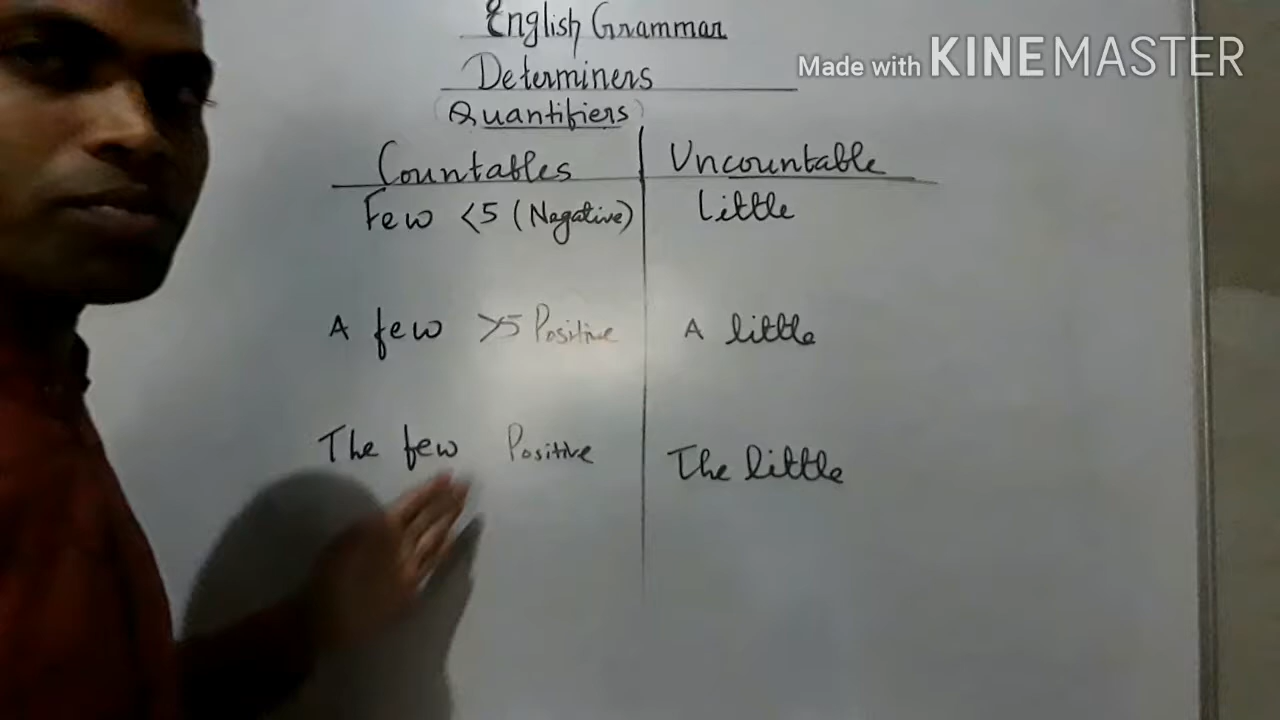 English Grammar
Made with KINEMASTER
Determiners
(Quantifiers)
Countables Uncountable
Few <5 (Negative) Little
A few >5 Positive A little
The few Positive The little